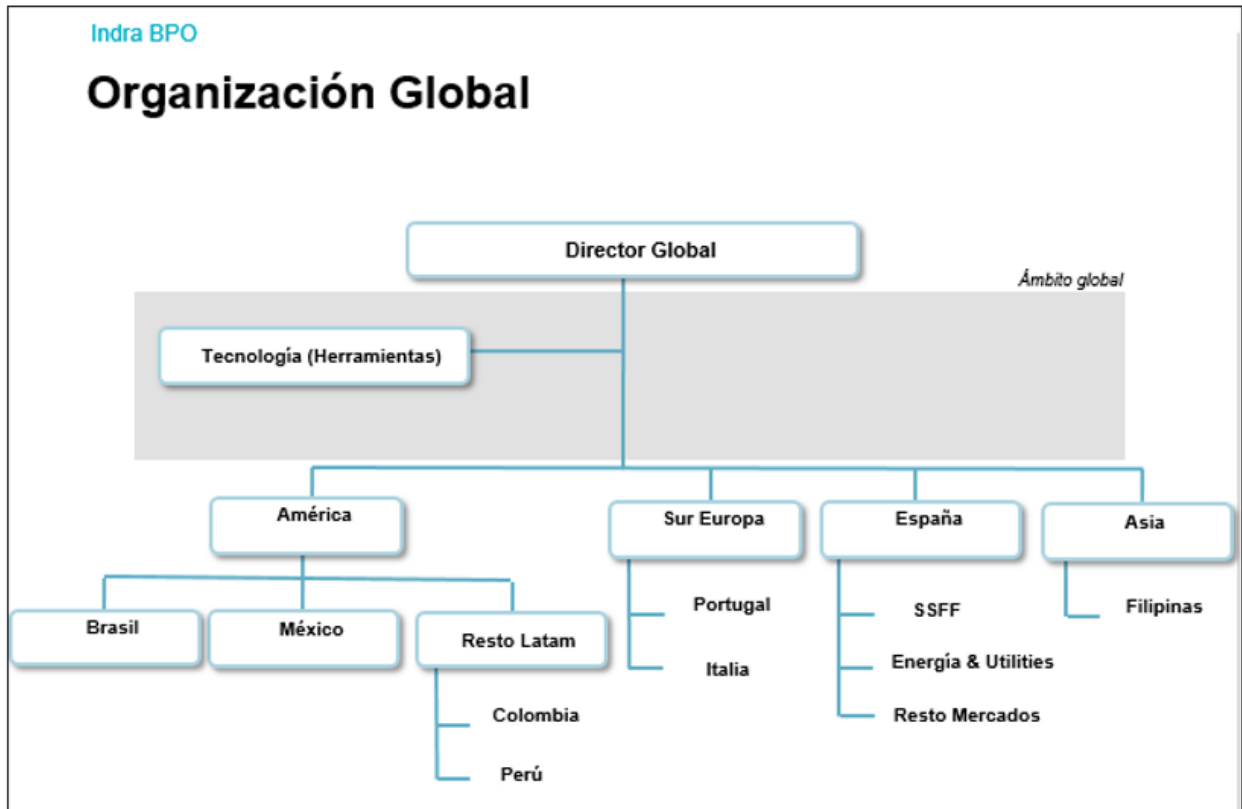 Indra BPO
Organización Global
Director Global
Ámbito global
Tecnología (Herramientas)
América
Sur Europa
España
Asia
Brasil
México
Resto Latam
Colombia
Perú
Portugal
Italia
SSFF
Energía & Utilities
Resto Mercados
Filipinas